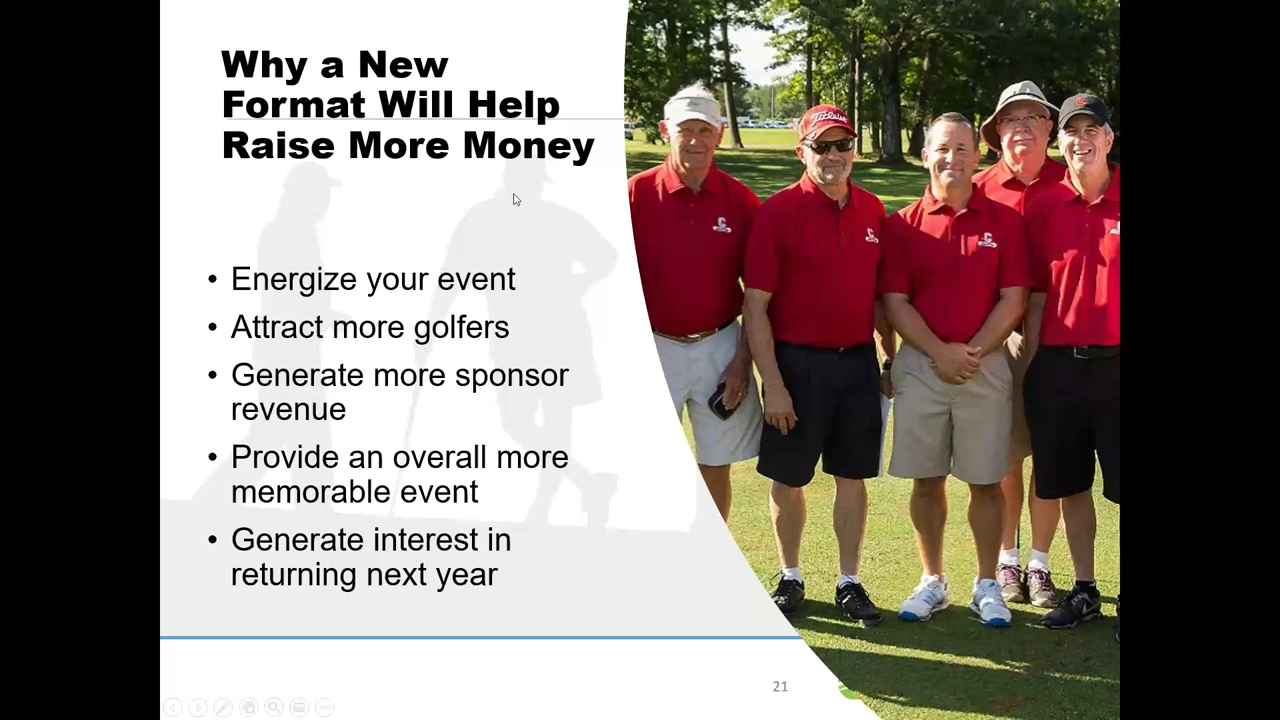 Why a New
Format Will Help
Raise More Money
• Energize your event
• Attract more golfers
• Generate more sponsor
revenue
• Provide an overall more
memorable event
• Generate interest in
returning next year
Titleist
C
C
C
21